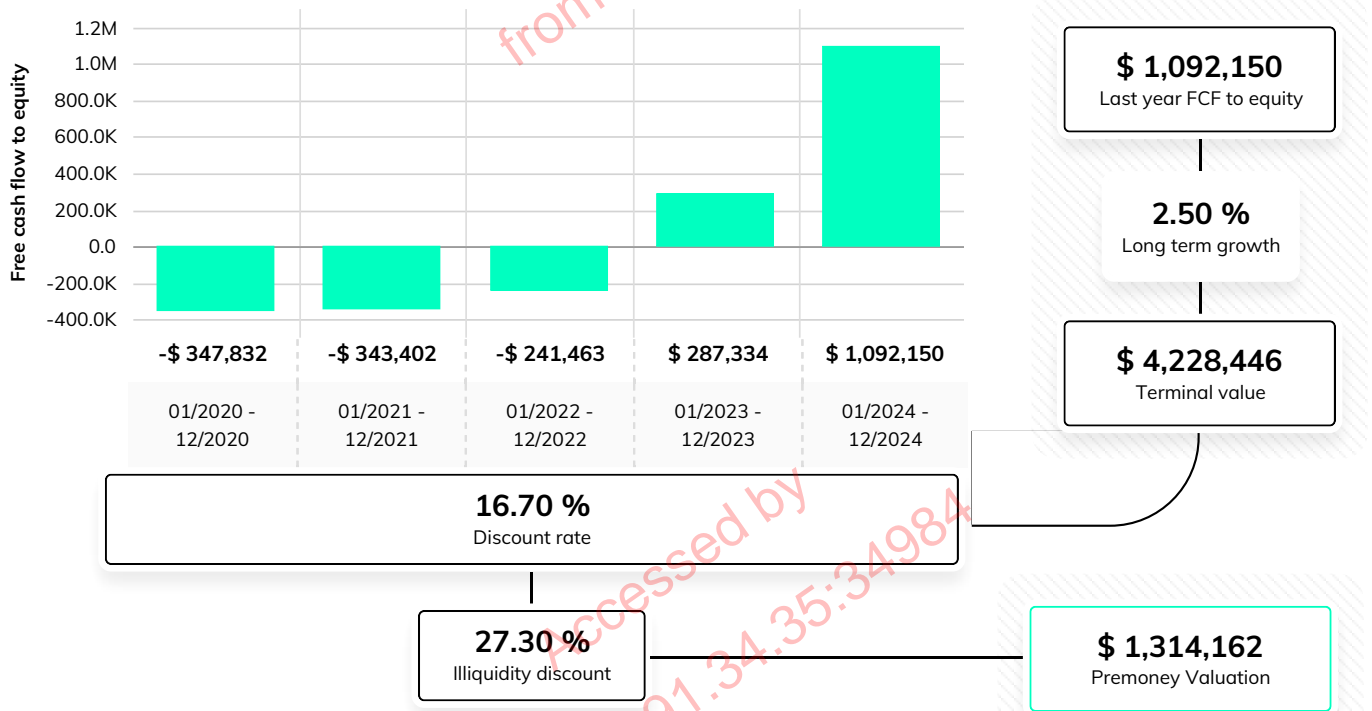 Free cash flow to equity
1.2M
1.0M
800.0K
600.0K
400.0K
200.0K
0.0
-200.0K
-400.0K
-$ 347,832
-$ 343,402
-$ 241,463
$ 287,334
$ 1,092,150
01/2020 -
12/2020
01/2021 -
12/2021
01/2022 -
12/2022
01/2023 -
12/2023
01/2024 -
12/2024
$ 1,092,150
Last year FCF to equity
2.50 %
Long term growth
$ 4,228,446
Terminal value
16.70 %
Discount rate
27.30 %
Illiquidity discount
$ 1,314,162
Premoney Valuation
from
Accessed by
91.34.35:34984